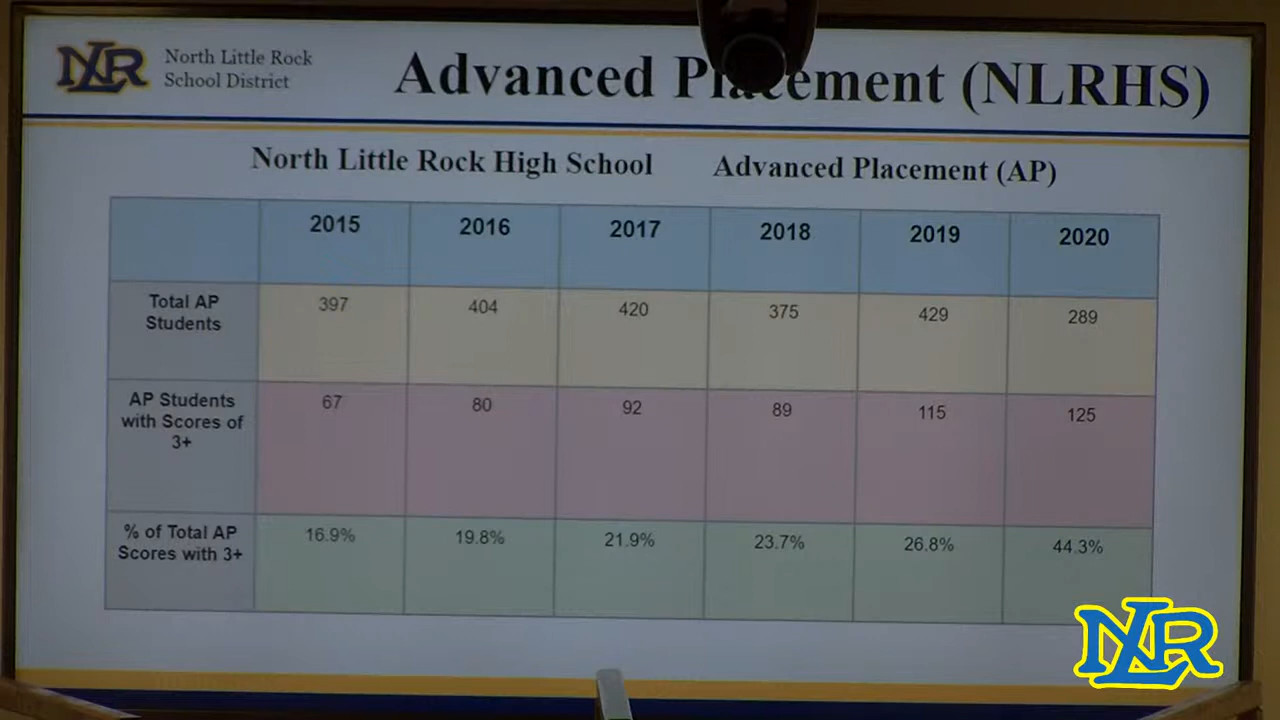 NLR
North Little Rock
School District
Advanced Placement (NLRHS)
North Little Rock High School Advanced Placement (AP)
2015 2016 2017 2018 2019 2020
Total AP
Students
397 404 420 375 429 289
AP Students
with Scores of
3+
67 80 92 89 115 125
% of Total AP
Scores with 3+
16.9% 19.8% 21.9% 23.7% 26.8% 44.3%
NLR